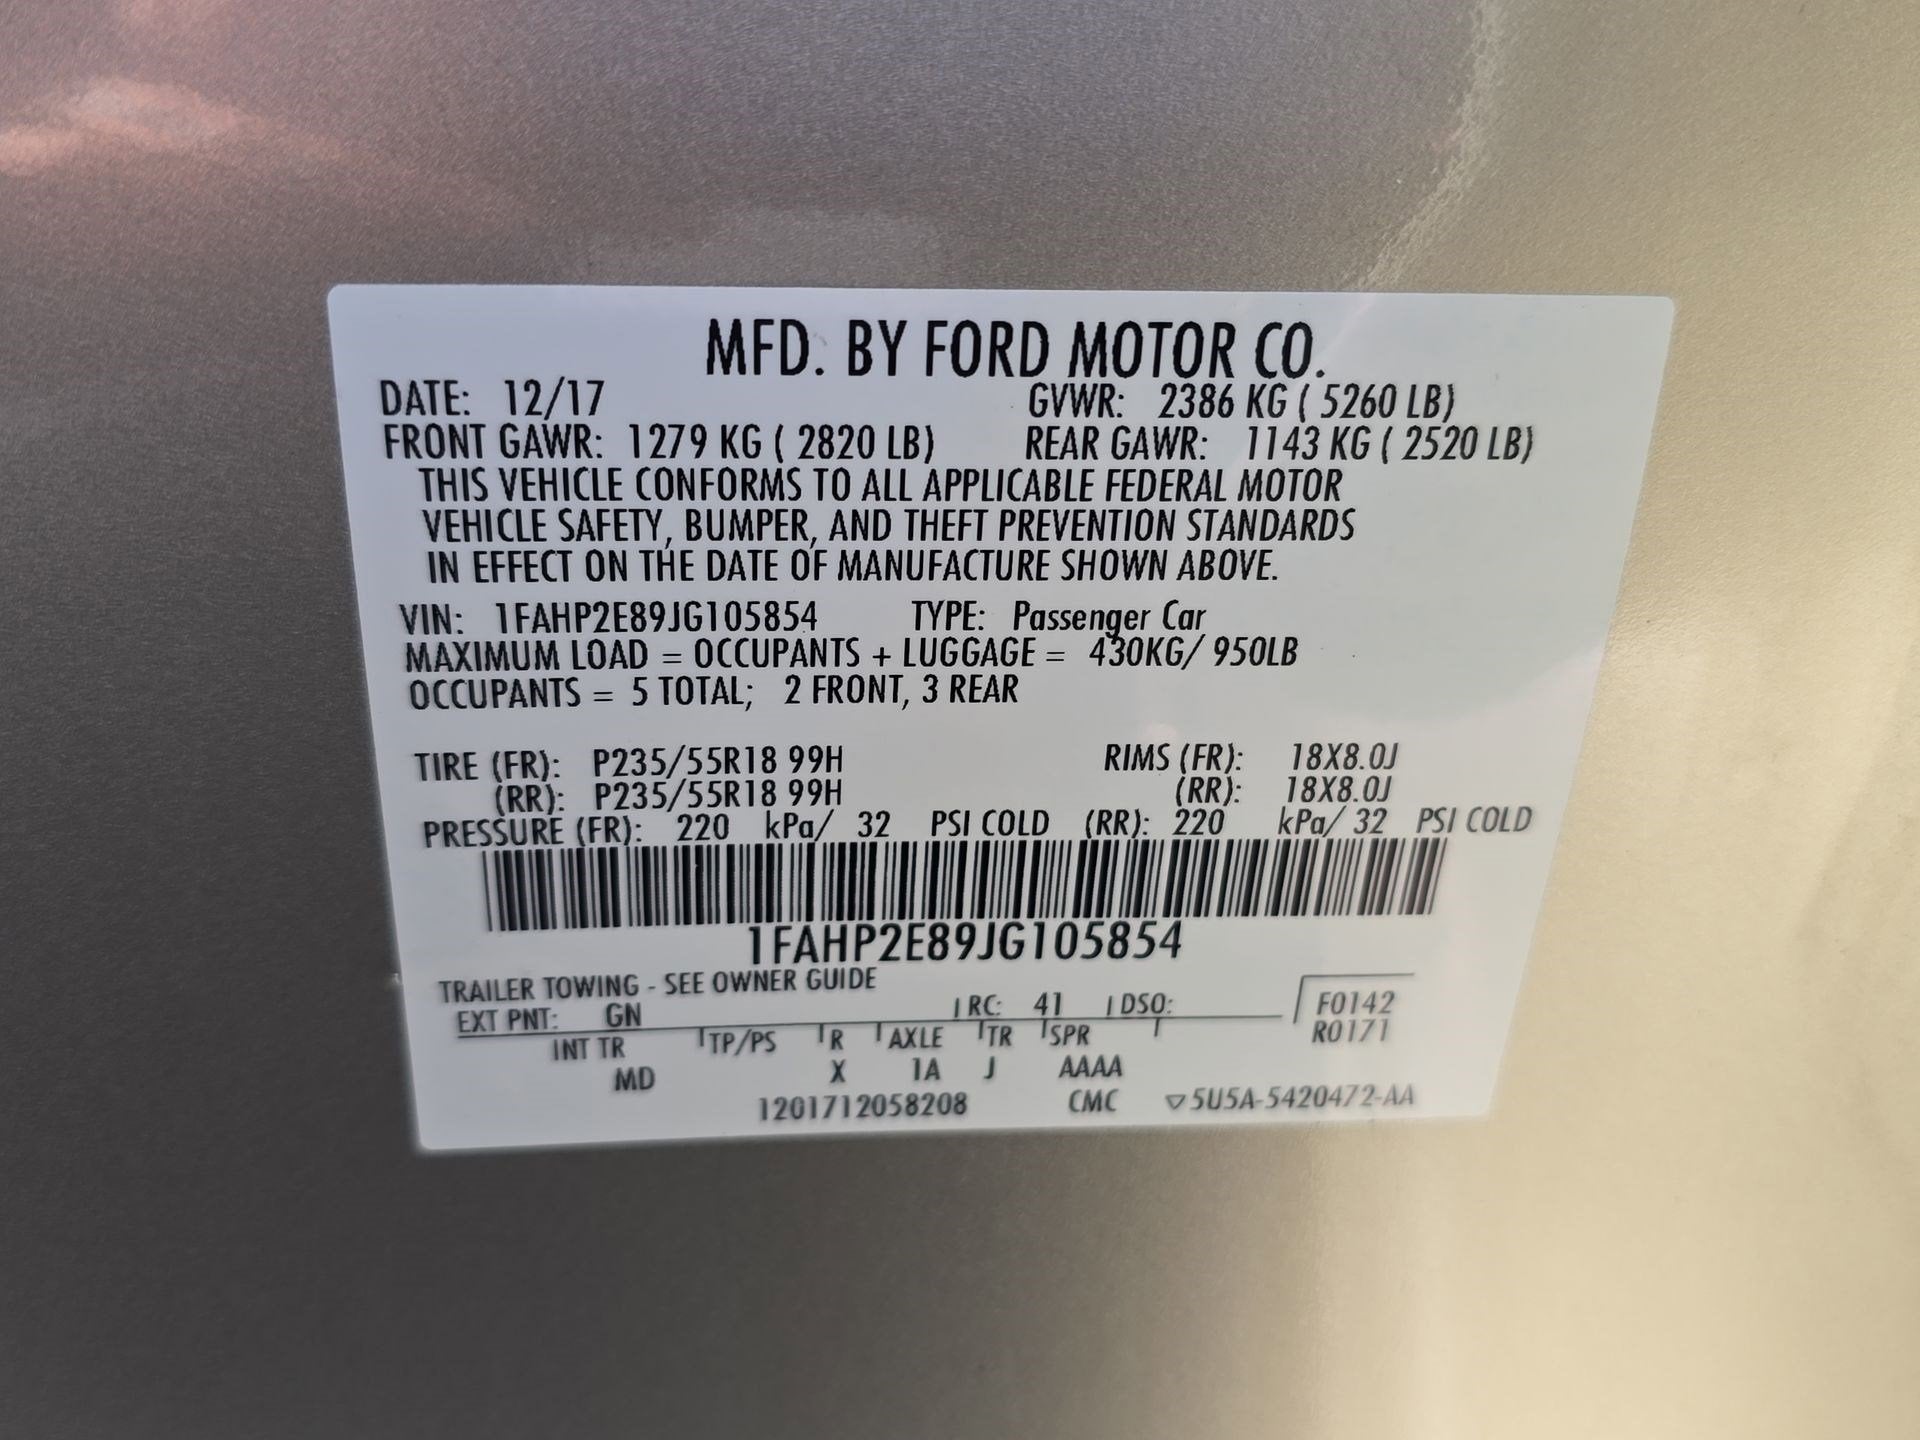 MFD. BY FORD MOTOR CO.
DATE: 12/17 GVWR: 2386 KG ( 5260 LB)
FRONT GAWR: 1279 KG ( 2820 LB) REAR GAWR: 1143 KG ( 2520 LB)
THIS VEHICLE CONFORMS TO ALL APPLICABLE FEDERAL MOTOR
VEHICLE SAFETY, BUMPER, AND THEFT PREVENTION STANDARDS
IN EFFECT ON THE DATE OF MANUFACTURE SHOWN ABOVE.
VIN: 1FAHP2E89JG105854 TYPE: Passenger Car
MAXIMUM LOAD = OCCUPANTS + LUGGAGE = 430KG/ 950LB
OCCUPANTS = 5 TOTAL; 2 FRONT, 3 REAR
TIRE (FR): P235/55R18 99H RIMS (FR): 18X8.0J
(RR): P235/55R18 99H (RR): 18X8.0J
PRESSURE (FR): 220 kPa/ 32 PSI COLD (RR): 220 kPa/ 32 PSI COLD
1FAHP2E89JG105854
TRAILER TOWING - SEE OWNER GUIDE
EXT PNT: GN RC: 41 DSO: F0142
R0171
INT TR TP/PS R AXLE TR SPR
MD X 1A J AAAA
1201712058208 CMC ▽5U5A-5420472-AA